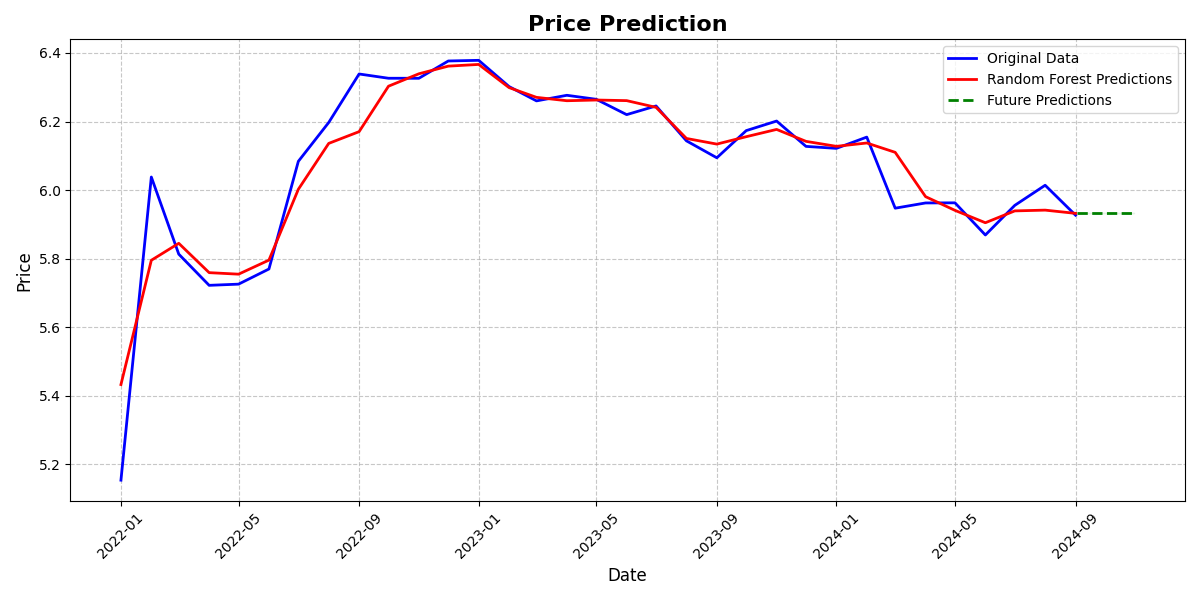 Price Prediction
Original Data
Random Forest Predictions
Future Predictions
Price
6.4
6.2
6.0
5.8
5.6
5.4
5.2
2022-01
2022-05
2022-09
2023-01
2023-05
2023-09
2024-01
2024-05
2024-09
Date